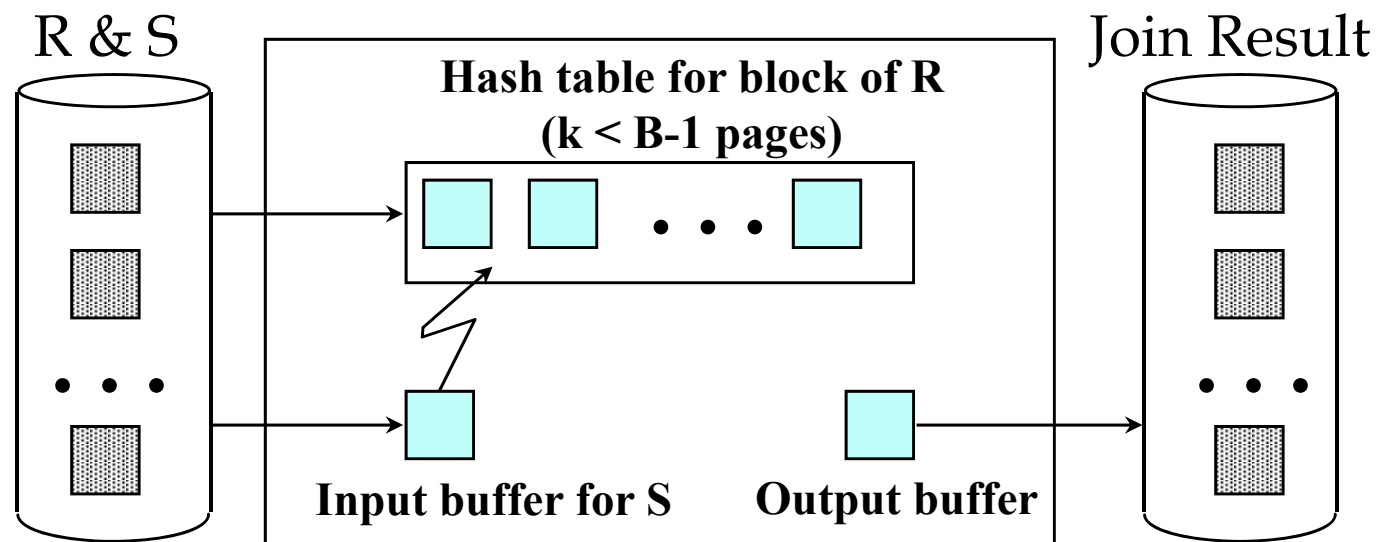 R & S
Join Result
Hash table for block of R
(k < B-1 pages)
Input buffer for S
Output buffer